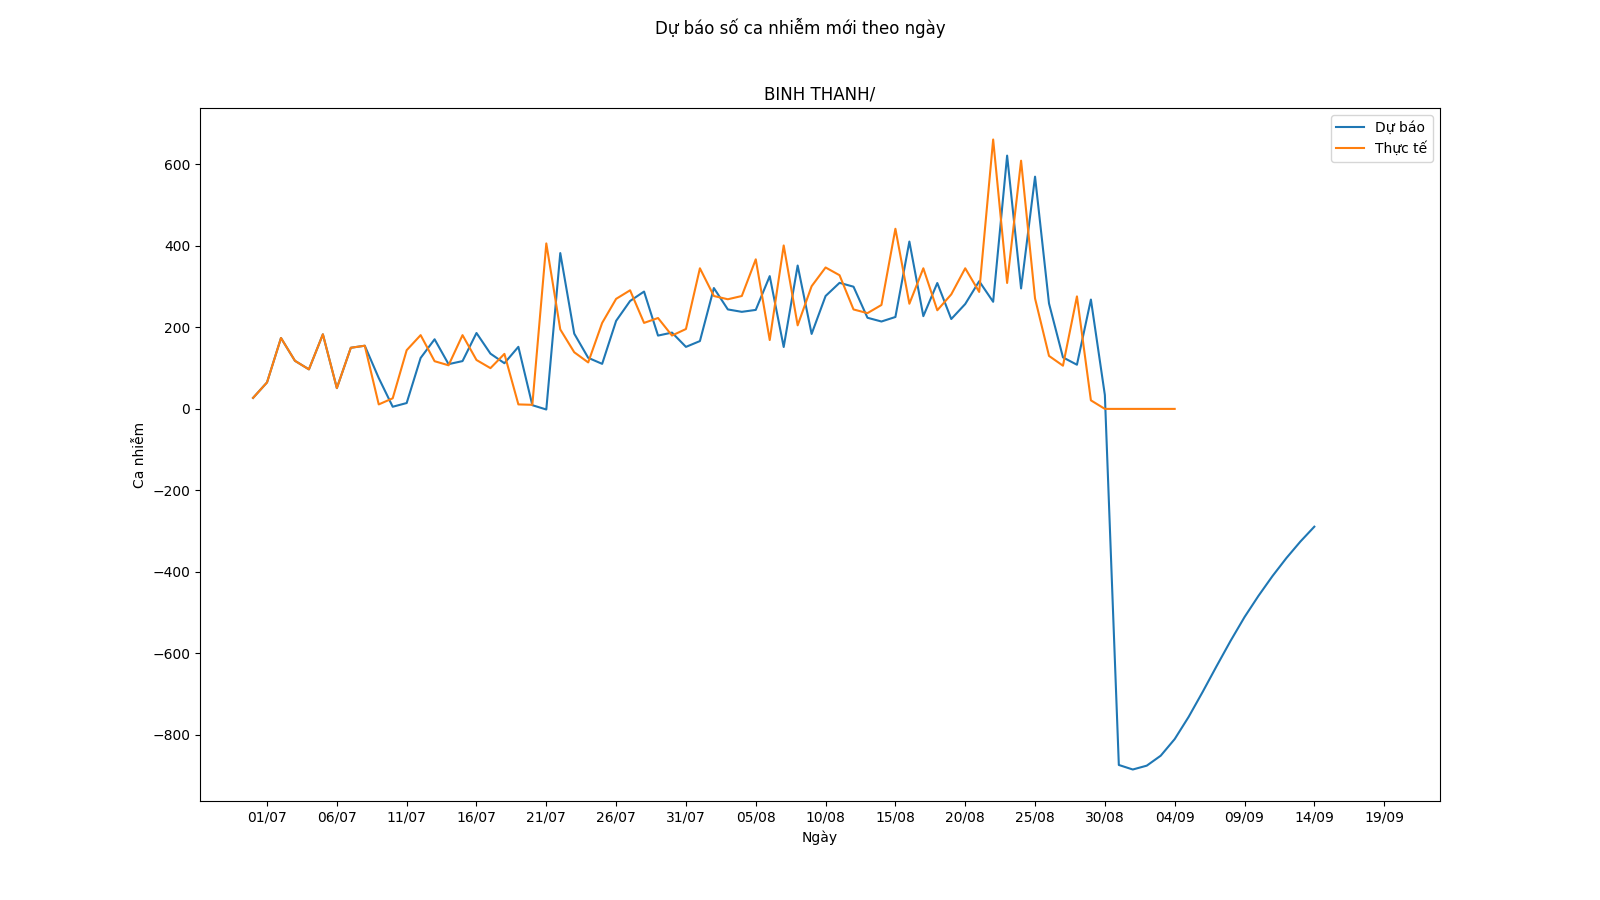 Dự báo số ca nhiễm mới theo ngày
BINH THANH/
Dự báo
Thực tế
600
400
200
0
−200
−400
−600
−800
Ca nhiễm
01/07 06/07 11/07 16/07 21/07 26/07 31/07 05/08 10/08 15/08 20/08 25/08 30/08 04/09 09/09 14/09 19/09
Ngày